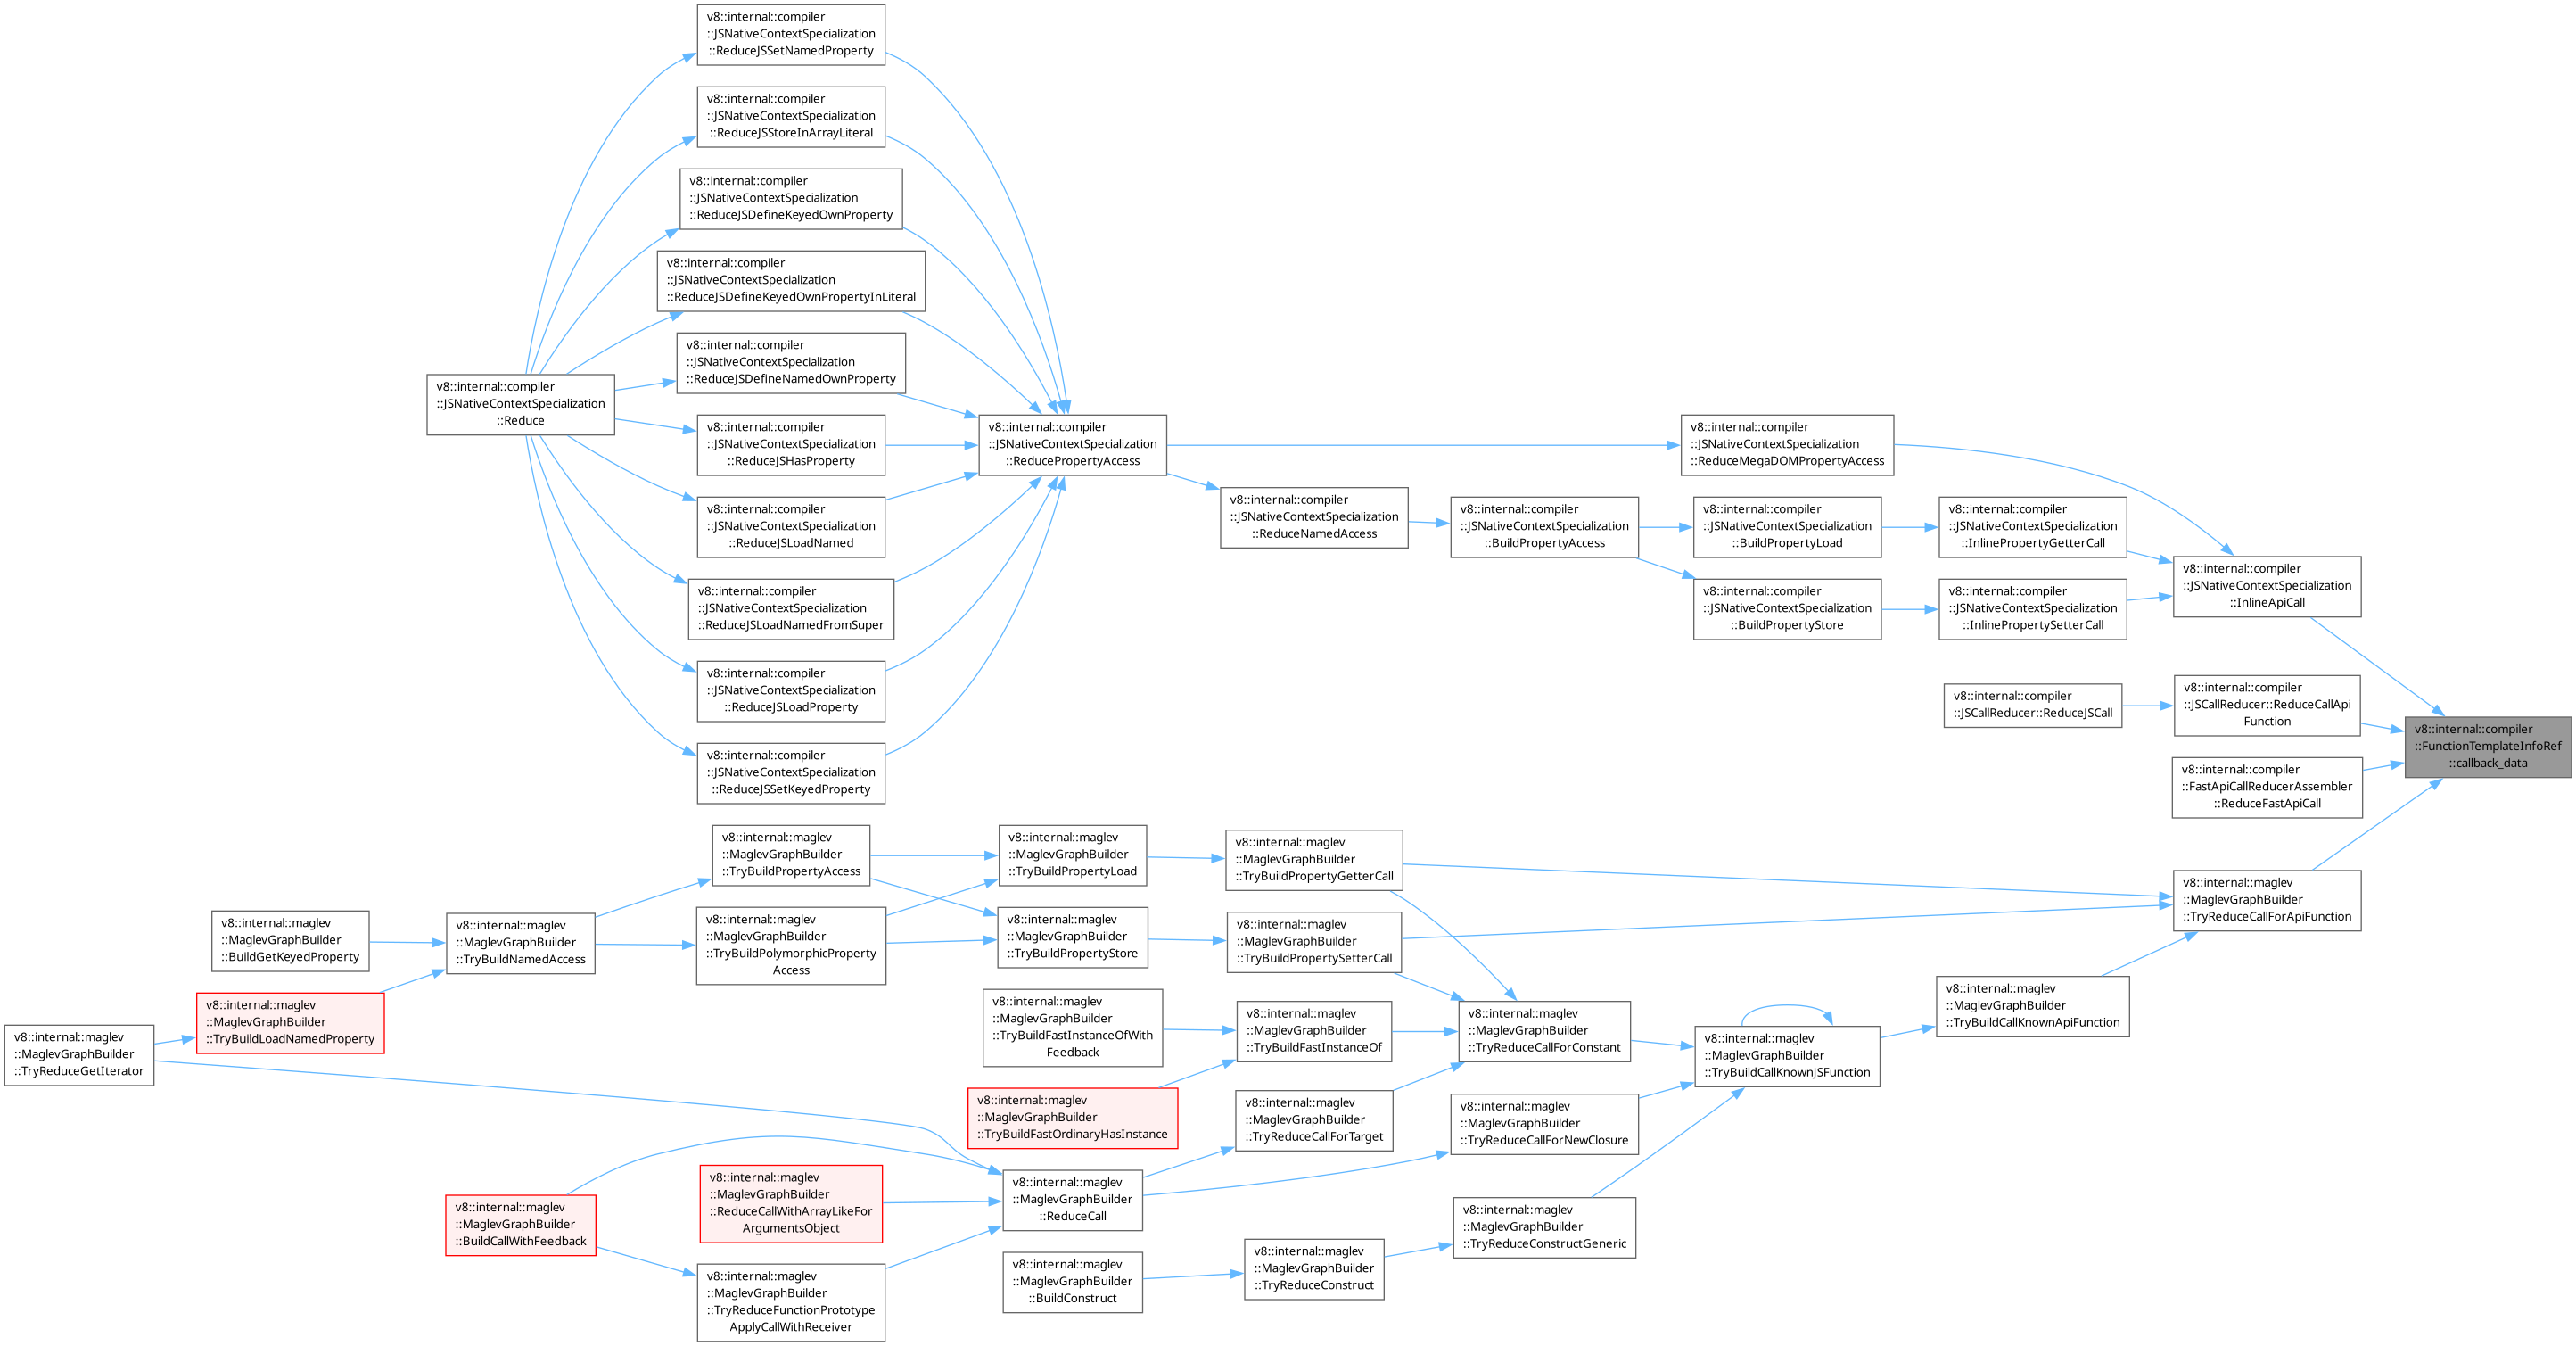 v8::internal::compiler
::JSNativeContextSpecialization
::ReduceJSSetNamedProperty
v8::internal::compiler
::JSNativeContextSpecialization
::ReduceJSStoreInArrayLiteral
v8::internal::compiler
::JSNativeContextSpecialization
::ReduceJSDefineKeyedOwnProperty
v8::internal::compiler
::JSNativeContextSpecialization
::ReduceJSDefineKeyedOwnPropertyInLiteral
v8::internal::compiler
::JSNativeContextSpecialization
::ReduceJSDefineNamedOwnProperty
v8::internal::compiler
::JSNativeContextSpecialization
::Reduce
v8::internal::compiler
::JSNativeContextSpecialization
::ReduceJSHasProperty
v8::internal::compiler
::JSNativeContextSpecialization
::ReducePropertyAccess
v8::internal::compiler
::JSNativeContextSpecialization
::ReduceMegaDOMPropertyAccess
v8::internal::compiler
::JSNativeContextSpecialization
::ReduceJSLoadNamed
v8::internal::compiler
::JSNativeContextSpecialization
::ReduceNamedAccess
v8::internal::compiler
::JSNativeContextSpecialization
::BuildPropertyAccess
v8::internal::compiler
::JSNativeContextSpecialization
::BuildPropertyLoad
v8::internal::compiler
::JSNativeContextSpecialization
::InlinePropertyGetterCall
v8::internal::compiler
::JSNativeContextSpecialization
::InlineApiCall
v8::internal::compiler
::JSNativeContextSpecialization
::ReduceJSLoadNamedFromSuper
v8::internal::compiler
::JSNativeContextSpecialization
::BuildPropertyStore
v8::internal::compiler
::JSNativeContextSpecialization
::InlinePropertySetterCall
v8::internal::compiler
::JSNativeContextSpecialization
::ReduceJSLoadProperty
v8::internal::compiler
::JSCallReducer::ReduceJSCall
v8::internal::compiler
::JSCallReducer::ReduceCallApi
Function
v8::internal::compiler
::FunctionTemplateInfoRef
::callback_data
v8::internal::compiler
::JSNativeContextSpecialization
::ReduceJSSetKeyedProperty
v8::internal::compiler
::FastApiCallReducerAssembler
::ReduceFastApiCall
v8::internal::maglev
::MaglevGraphBuilder
::TryBuildPropertyAccess
v8::internal::maglev
::MaglevGraphBuilder
::TryBuildPropertyLoad
v8::internal::maglev
::MaglevGraphBuilder
::TryBuildPropertyGetterCall
v8::internal::maglev
::MaglevGraphBuilder
::TryReduceCallForApiFunction
v8::internal::maglev
::MaglevGraphBuilder
::BuildGetKeyedProperty
v8::internal::maglev
::MaglevGraphBuilder
::TryBuildNamedAccess
v8::internal::maglev
::MaglevGraphBuilder
::TryBuildPolymorphicProperty
Access
v8::internal::maglev
::MaglevGraphBuilder
::TryBuildPropertyStore
v8::internal::maglev
::MaglevGraphBuilder
::TryBuildPropertySetterCall
v8::internal::maglev
::MaglevGraphBuilder
::TryBuildCallKnownApiFunction
v8::internal::maglev
::MaglevGraphBuilder
::TryReduceGetIterator
v8::internal::maglev
::MaglevGraphBuilder
::TryBuildLoadNamedProperty
v8::internal::maglev
::MaglevGraphBuilder
::TryBuildFastInstanceOfWith
Feedback
v8::internal::maglev
::MaglevGraphBuilder
::TryBuildFastInstanceOf
v8::internal::maglev
::MaglevGraphBuilder
::TryReduceCallForConstant
v8::internal::maglev
::MaglevGraphBuilder
::TryBuildCallKnownJSFunction
v8::internal::maglev
::MaglevGraphBuilder
::TryBuildFastOrdinaryHasInstance
v8::internal::maglev
::MaglevGraphBuilder
::TryReduceCallForTarget
v8::internal::maglev
::MaglevGraphBuilder
::TryReduceCallForNewClosure
v8::internal::maglev
::MaglevGraphBuilder
::BuildCallWithFeedback
v8::internal::maglev
::MaglevGraphBuilder
::ReduceCallWithArrayLikeFor
ArgumentsObject
v8::internal::maglev
::MaglevGraphBuilder
::ReduceCall
v8::internal::maglev
::MaglevGraphBuilder
::TryReduceConstructGeneric
v8::internal::maglev
::MaglevGraphBuilder
::TryReduceFunctionPrototype
ApplyCallWithReceiver
v8::internal::maglev
::MaglevGraphBuilder
::BuildConstruct
v8::internal::maglev
::MaglevGraphBuilder
::TryReduceConstruct